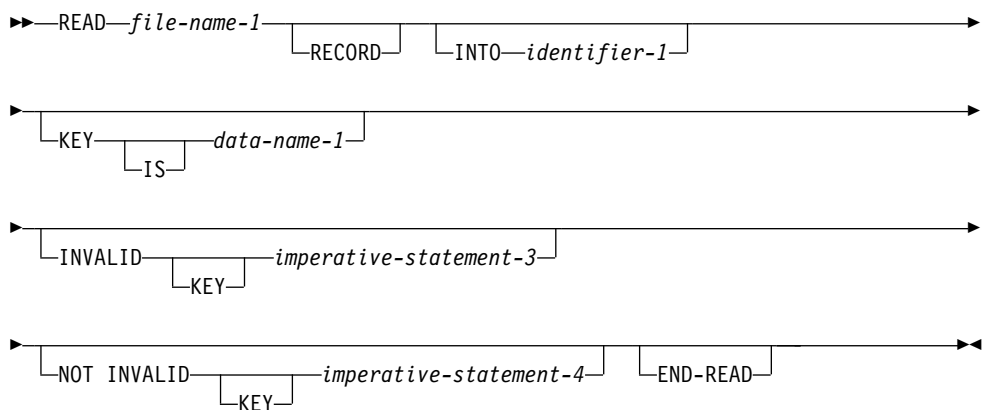 READ file-name-1
RECORD INTO identifier-1
KEY data-name-1
IS
INVALID imperative-statement-3
KEY
NOT INVALID imperative-statement-4 END-READ
KEY